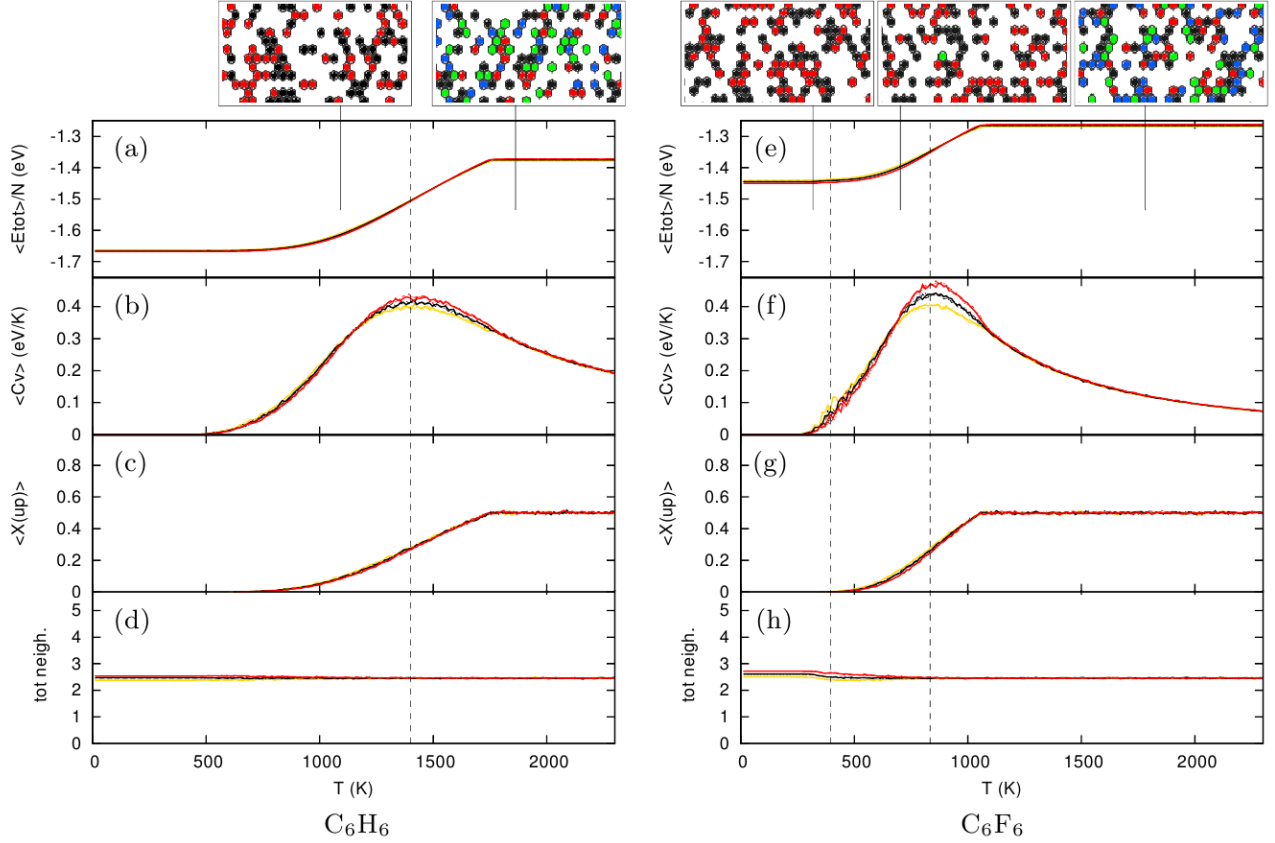 (a)
<Etot>/N (eV)
-1.3
-1.4
-1.5
-1.6
-1.7
(b)
<Cv> (eV/K)
0.4
0.3
0.2
0.1
0
(c)
<X(up)>
0.8
0.6
0.4
0.2
0
(d)
tot neigh.
5
4
3
2
1
0
0 500 1000 1500 2000
T (K)
C₆H₆
(e)
<Etot>/N (eV)
-1.3
-1.4
-1.5
-1.6
-1.7
(f)
<Cv> (eV/K)
0.4
0.3
0.2
0.1
0
(g)
<X(up)>
0.8
0.6
0.4
0.2
0
(h)
tot neigh.
5
4
3
2
1
0
0 500 1000 1500 2000
T (K)
C₆F₆